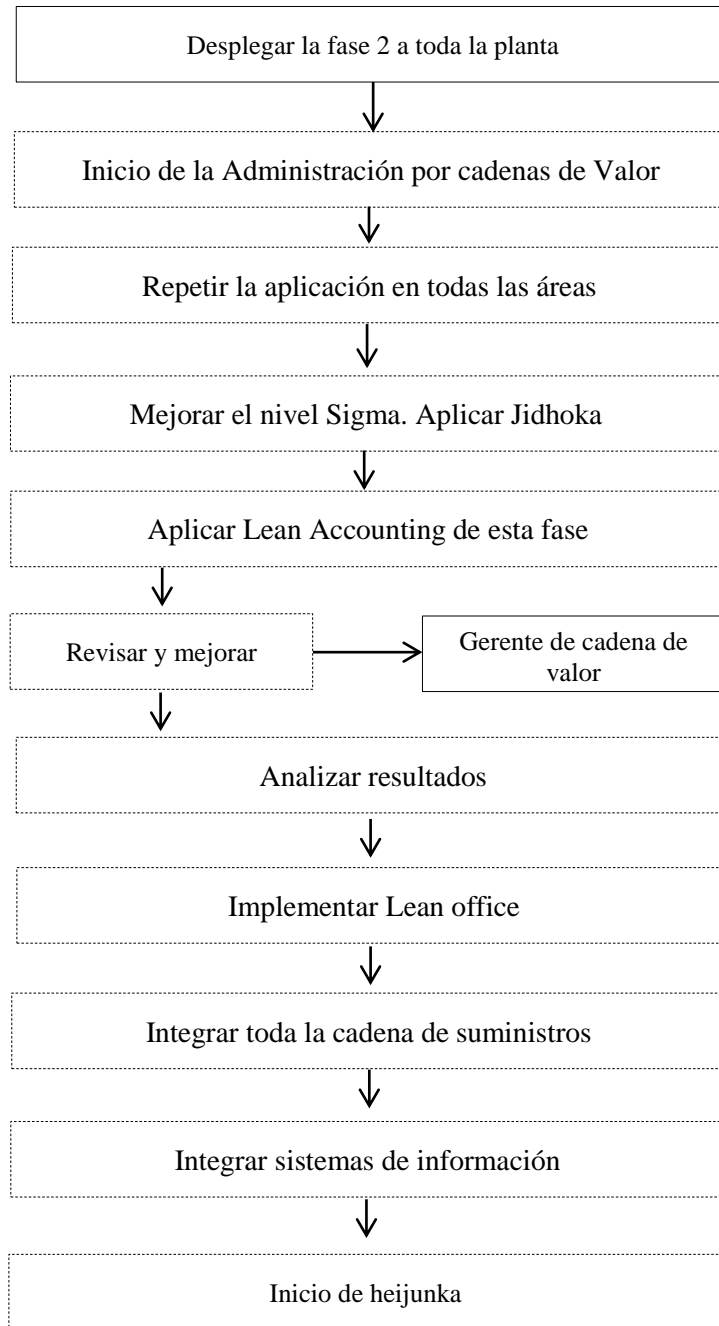 Desplegar la fase 2 a toda la planta
Inicio de la Administración por cadenas de Valor
Repetir la aplicación en todas las áreas
Mejorar el nivel Sigma. Aplicar Jidhoka
Aplicar Lean Accounting de esta fase
Revisar y mejorar
Gerente de cadena de
valor
Analizar resultados
Implementar Lean office
Integrar toda la cadena de suministros
Integrar sistemas de información
Inicio de heijunka